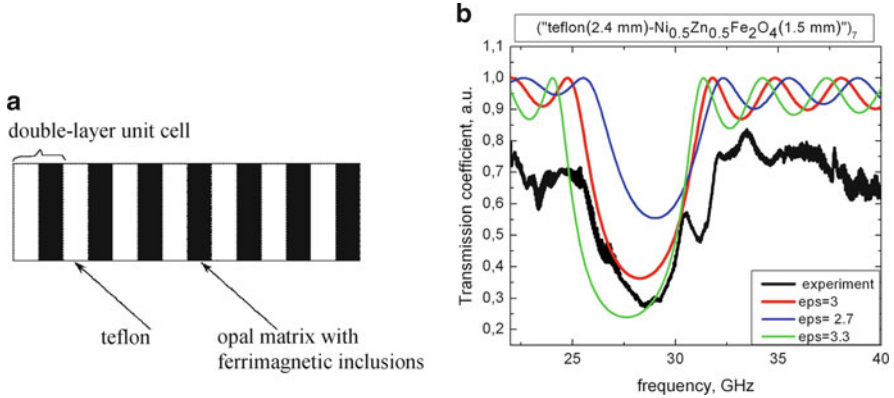 a
double-layer unit cell
teflon
opal matrix with
ferrimagnetic inclusions
b
("teflon(2.4 mm)-Ni0.5Zn0.5Fe2O4(1.5 mm)")7
Transmission coefficient, a.u.
1,1
1,0
0,9
0,8
0,7
0,6
0,5
0,4
0,3
0,2
experiment
eps=3
eps= 2.7
eps=3.3
25 30 35 40
frequency, GHz